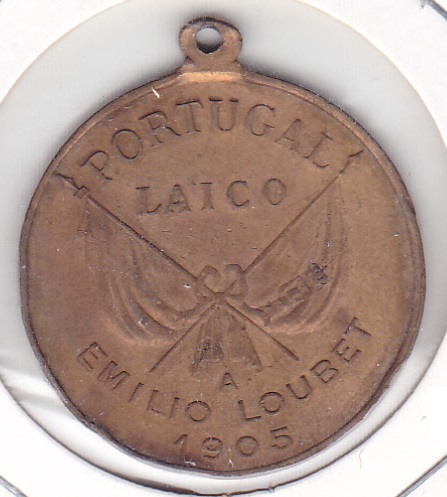 PORTUGAL
LAICO
A
EMILIO LOUBET
1905